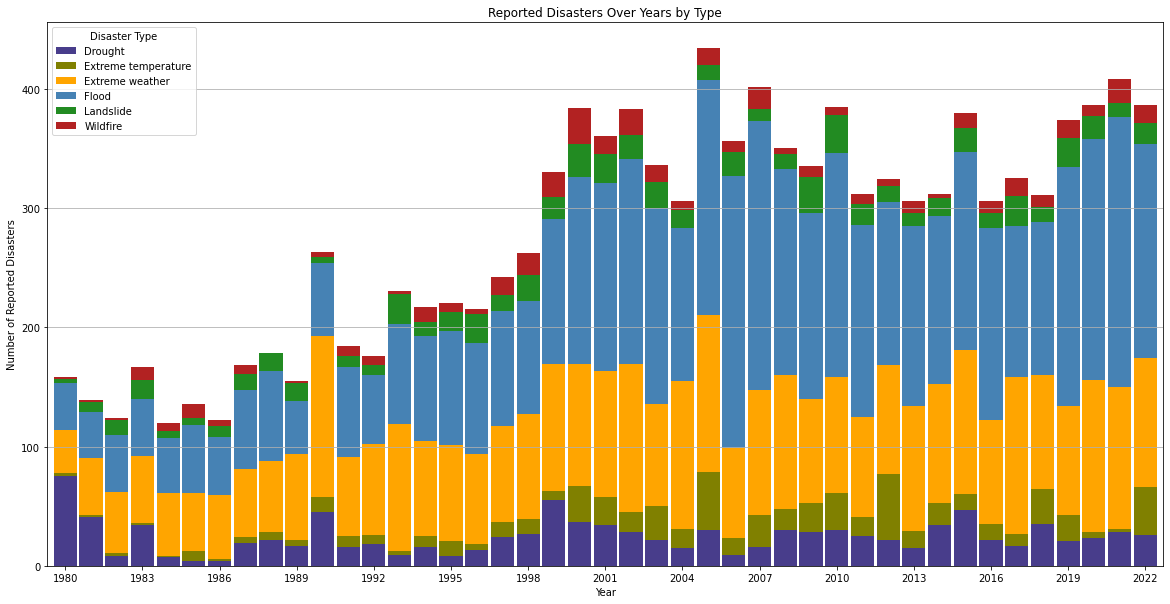 Reported Disasters Over Years by Type
Disaster Type
Drought
Extreme temperature
Extreme weather
Flood
Landslide
Wildfire
Number of Reported Disasters
400
300
200
100
0
1980 1983 1986 1989 1992 1995 1998 2001 2004 2007 2010 2013 2016 2019 2022
Year